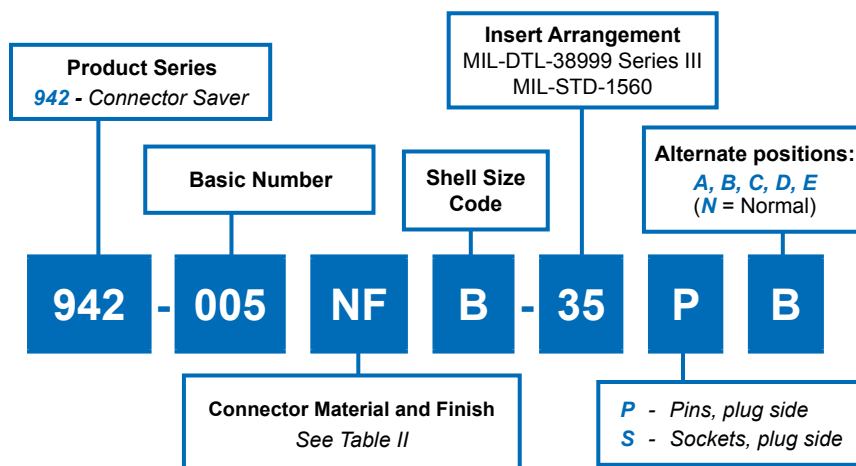 Insert Arrangement
MIL-DTL-38999 Series III
MIL-STD-1560
Product Series
942 - Connector Saver
Basic Number
Shell Size
Code
Alternate positions:
A, B, C, D, E
(N = Normal)
942 - 005 NF B - 35 P B
Connector Material and Finish
See Table II
P - Pins, plug side
S - Sockets, plug side